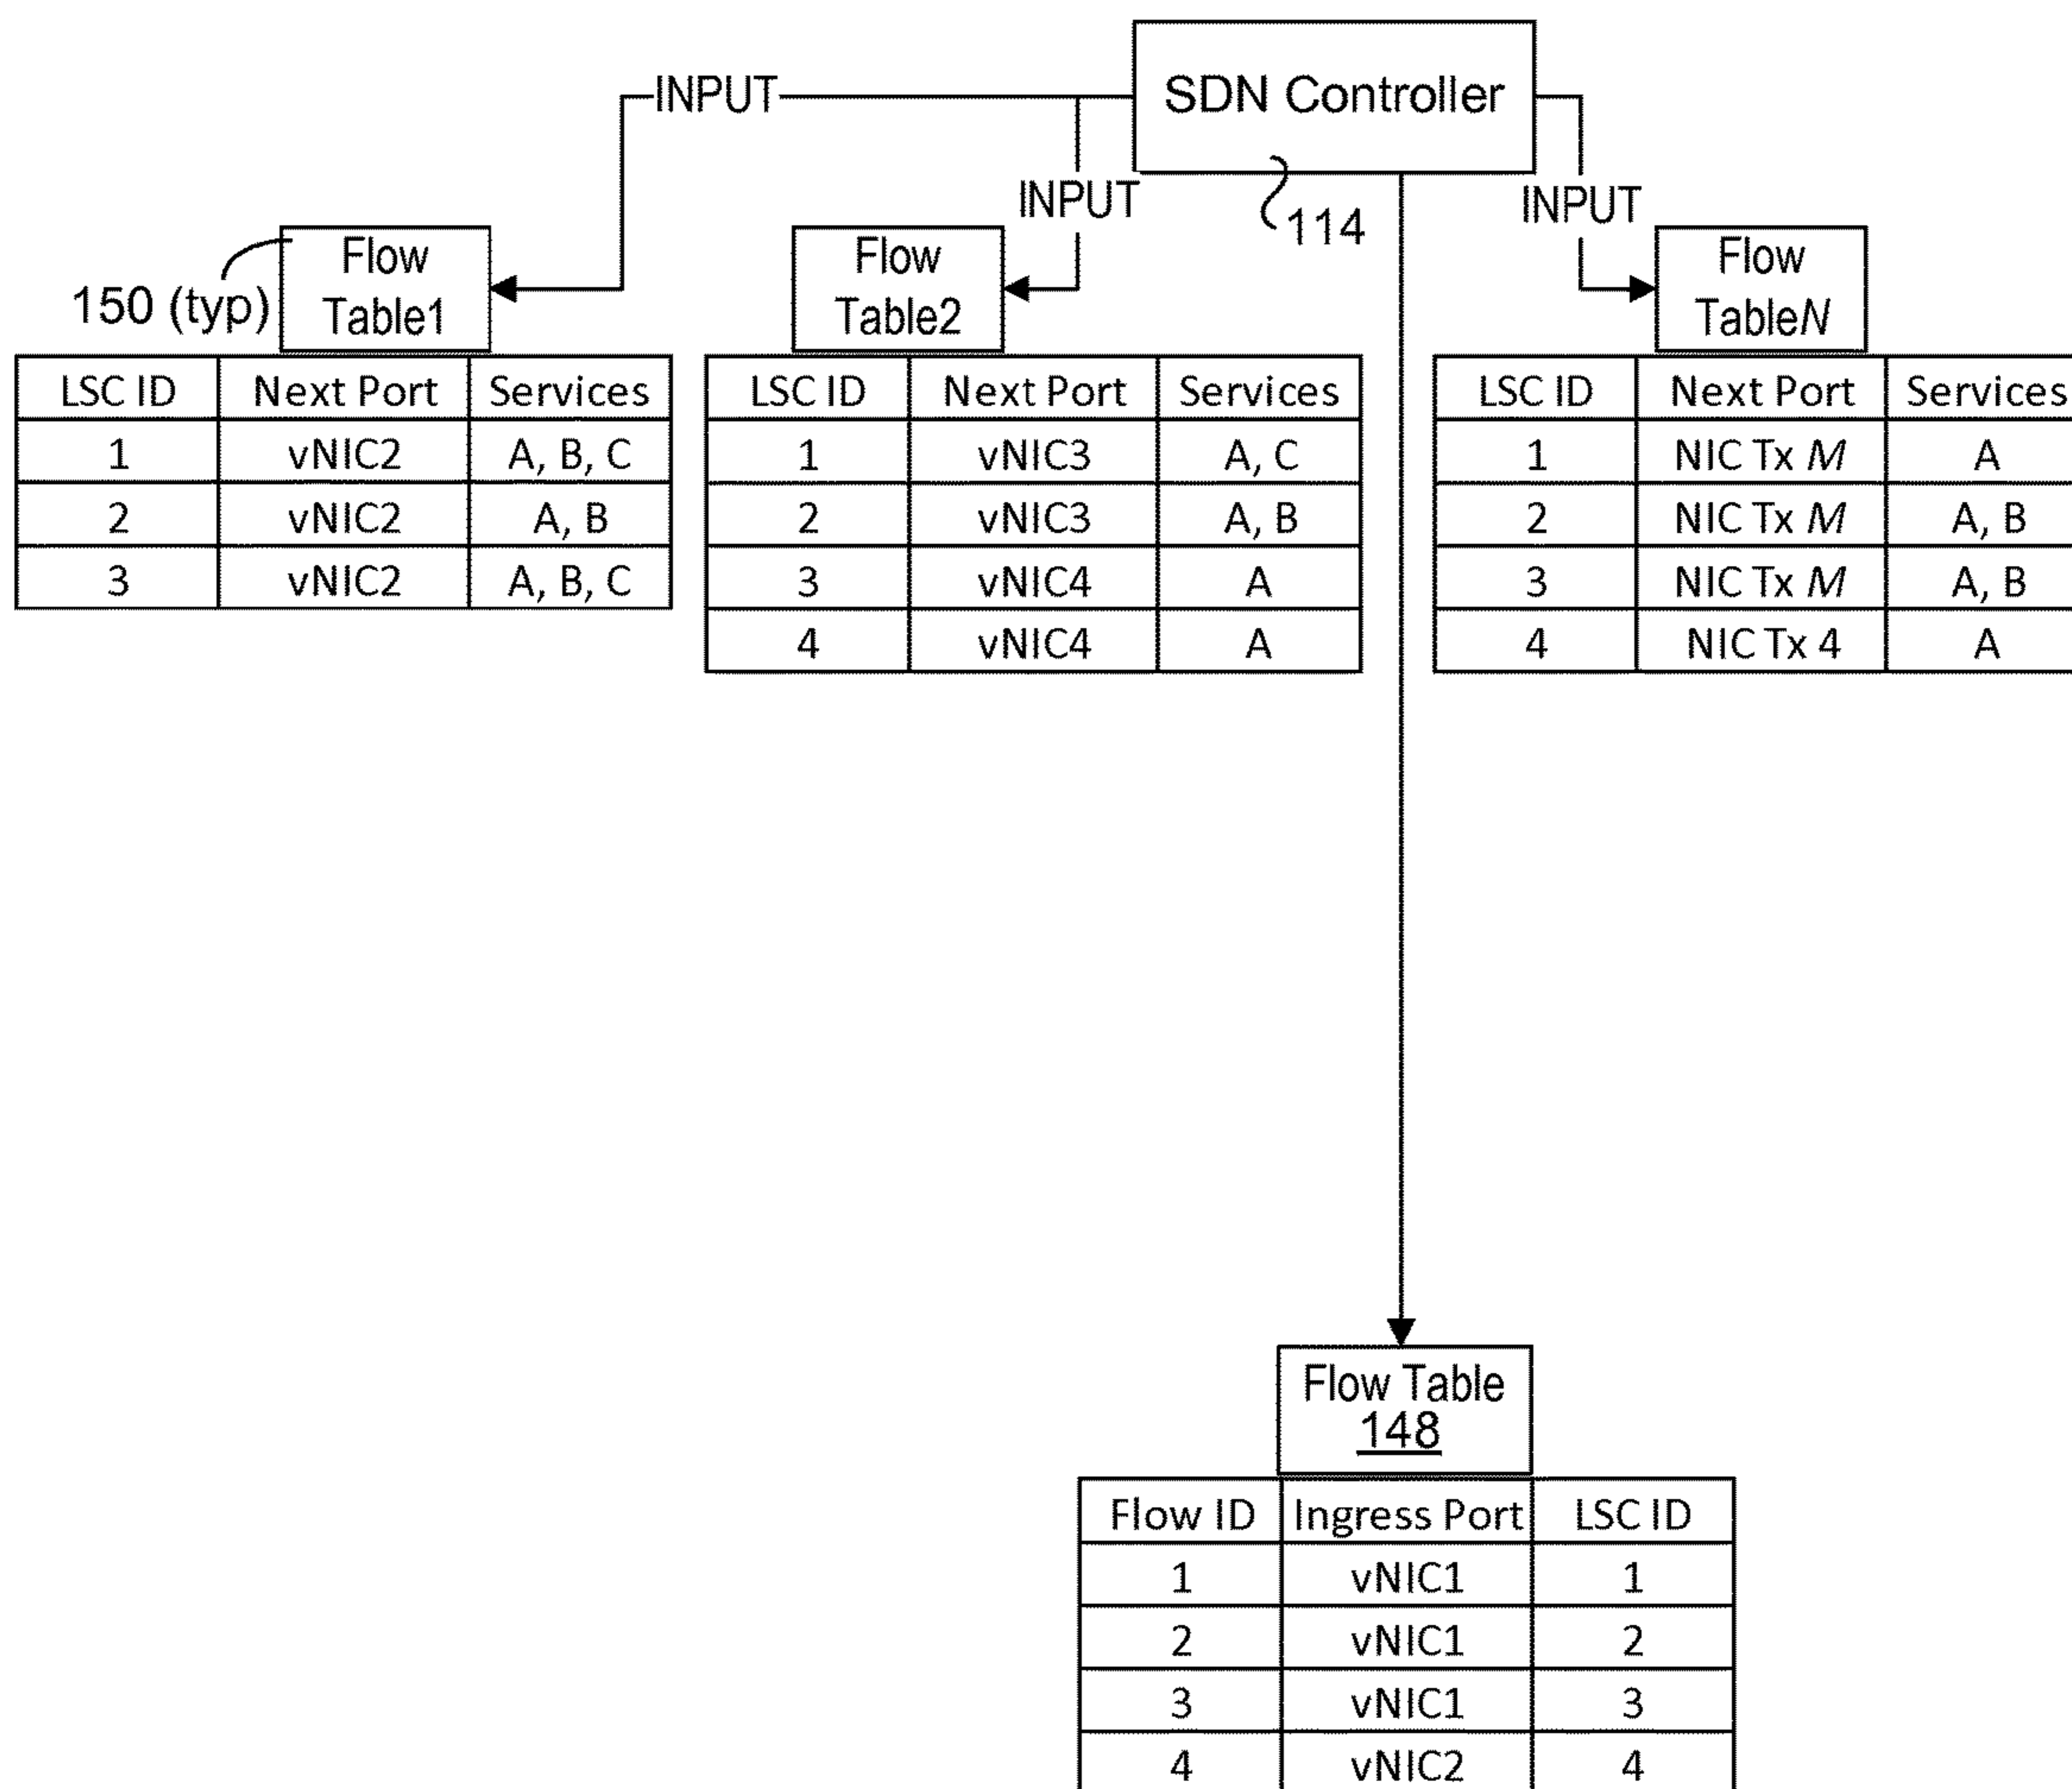 SDN Controller
114
INPUT
INPUT
INPUT
150 (typ)
Flow
Table1
LSC ID Next Port Services
1 vNIC2 A, B, C
2 vNIC2 A, B
3 vNIC2 A, B, C
Flow
Table2
LSC ID Next Port Services
1 vNIC3 A, C
2 vNIC3 A, B
3 vNIC4 A
4 vNIC4 A
Flow
TableN
LSC ID Next Port Services
1 NIC Tx M A
2 NIC Tx M A, B
3 NIC Tx M A, B
4 NIC Tx 4 A
Flow Table
148
Flow ID Ingress Port LSC ID
1 vNIC1 1
2 vNIC1 2
3 vNIC1 3
4 vNIC2 4